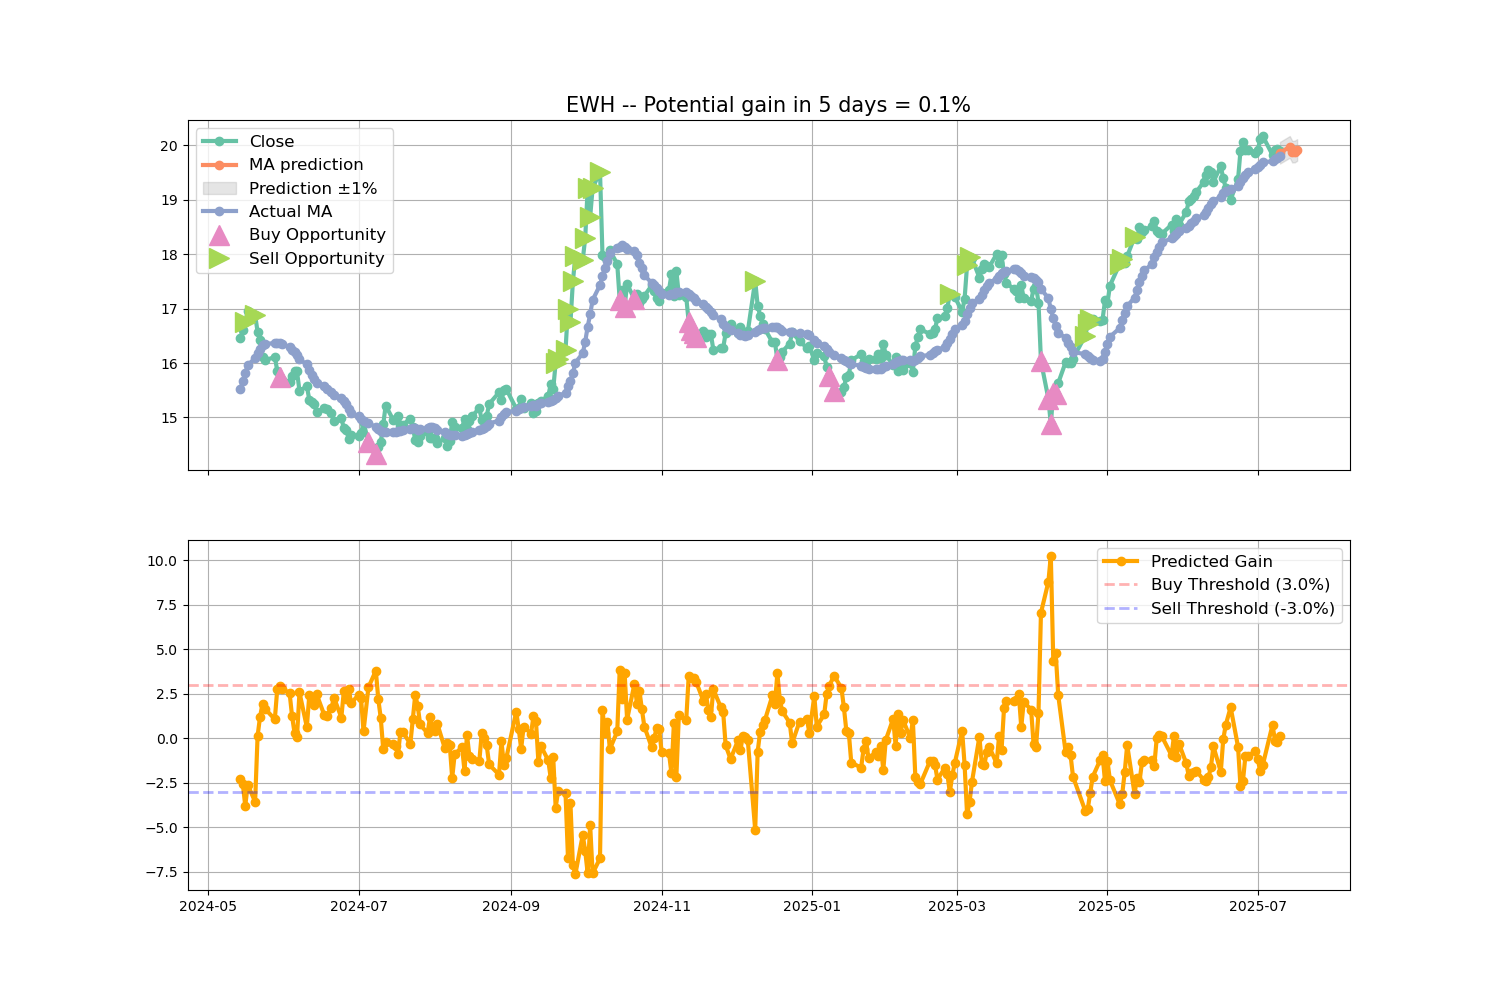 EWH -- Potential gain in 5 days = 0.1%
20
19
18
17
16
15
Close
MA prediction
Prediction ±1%
Actual MA
Buy Opportunity
Sell Opportunity
10.0
7.5
5.0
2.5
0.0
−2.5
−5.0
−7.5
Predicted Gain
Buy Threshold (3.0%)
Sell Threshold (-3.0%)
2024-05 2024-07 2024-09 2024-11 2025-01 2025-03 2025-05 2025-07